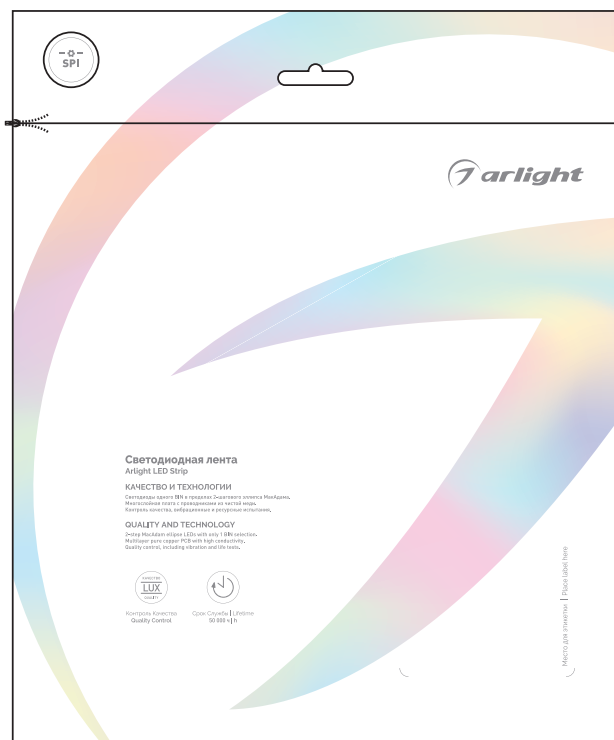 SPI
arlight
Светодиодная лента
Arlight LED Strip
КАЧЕСТВО И ТЕХНОЛОГИИ
Светодиоды одного BIN в пределах 2-шагового эллипса МакАдама.
Многослойная плата с проводниками из чистой меди.
Контроль качества, вибрационные и ресурсные испытания.
QUALITY AND TECHNOLOGY
2-step MacAdam ellipse LEDs with only 1 BIN selection.
Multilayer pure copper PCB with high conductivity.
Quality control, including vibration and life tests.
КАЧЕСТВО
LUX
QUALITY
Контроль Качества
Quality Control
Срок Службы | Lifetime
50 000 ч | h
Место для этикетки | Place label here